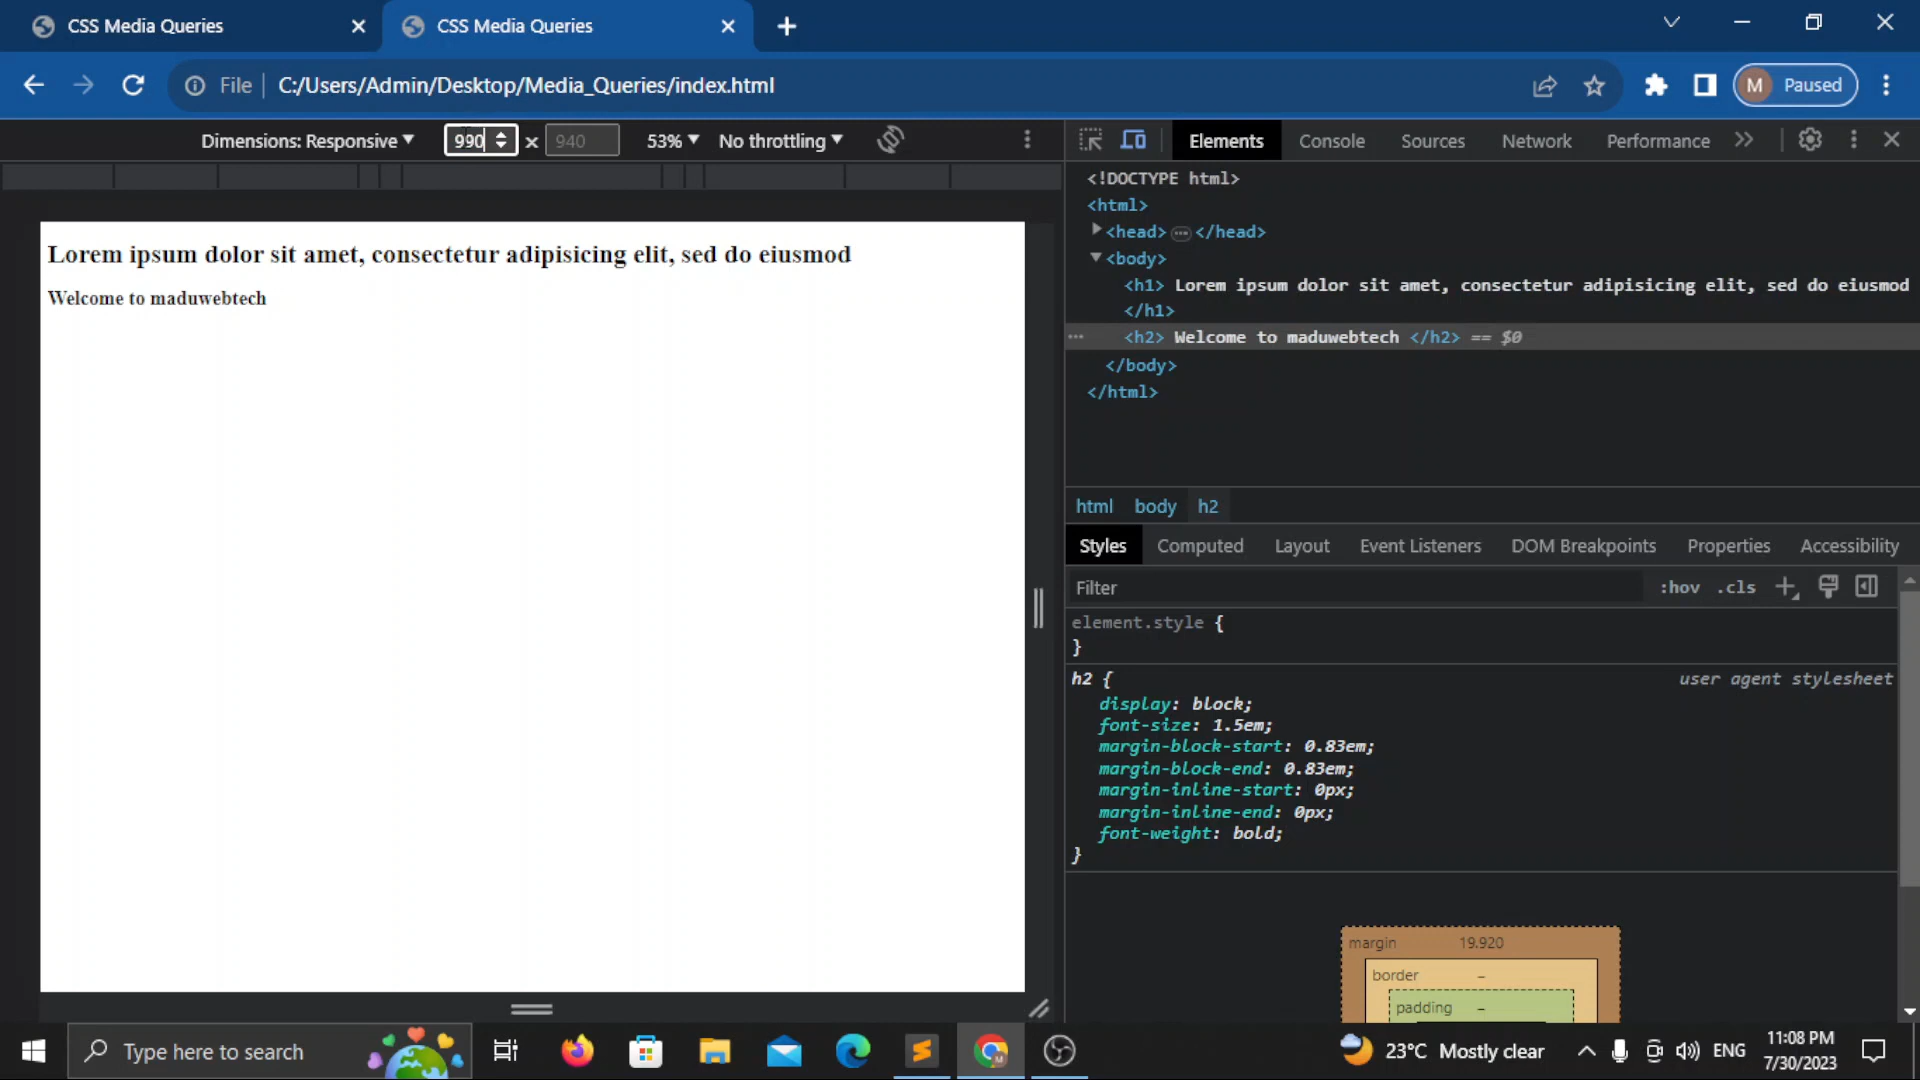 CSS Media Queries
CSS Media Queries
File C:/Users/Admin/Desktop/Media_Queries/index.html
M Paused
Dimensions: Responsive 990 x 940 53% No throttling
Elements Console Sources Network Performance
Lorem ipsum dolor sit amet, consectetur adipisicing elit, sed do eiusmod
Welcome to maduwebtech
<!DOCTYPE html>
<html>
<head> … </head>
<body>
<h1> Lorem ipsum dolor sit amet, consectetur adipisicing elit, sed do eiusmod
</h1>
<h2> Welcome to maduwebtech </h2> == $0
</body>
</html>
html body h2
Styles Computed Layout Event Listeners DOM Breakpoints Properties Accessibility
Filter :hov .cls
element.style {
}
h2 { user agent stylesheet
display: block;
font-size: 1.5em;
margin-block-start: 0.83em;
margin-block-end: 0.83em;
margin-inline-start: 0px;
margin-inline-end: 0px;
font-weight: bold;
}
margin 19.920
border –
padding –
Type here to search
23°C Mostly clear
ENG
11:08 PM
7/30/2023